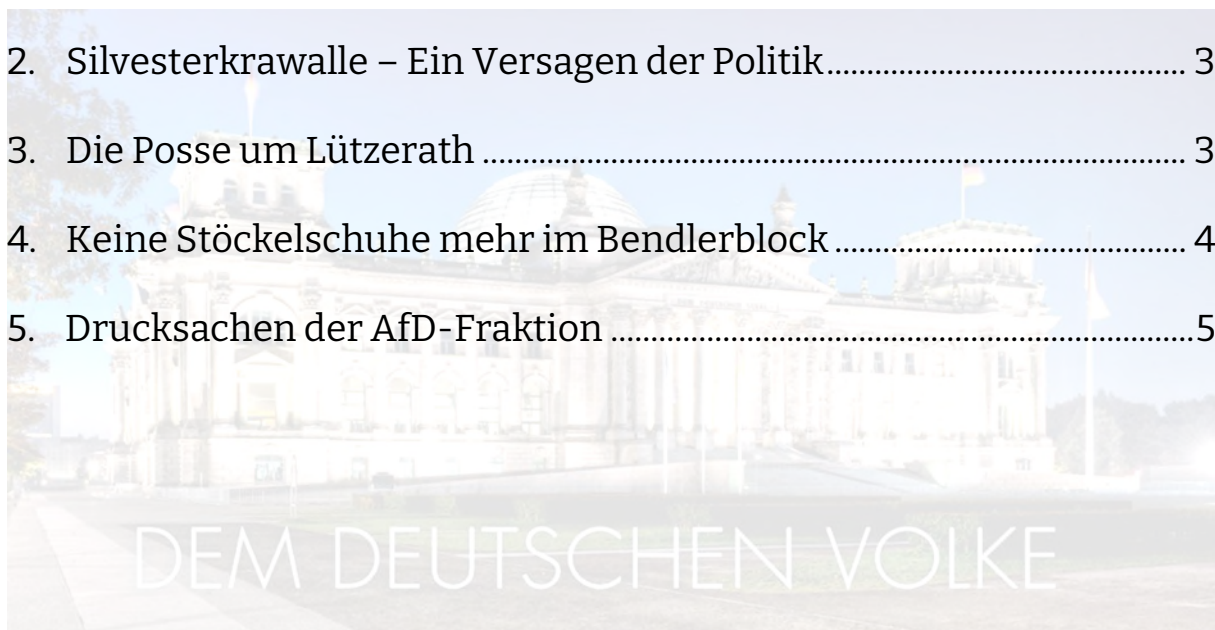 2. Silvesterkrawalle – Ein Versagen der Politik........................................................ 3
3. Die Posse um Lützerath ........................................................ 3
4. Keine Stöckelschuhe mehr im Bendlerblock ........................................................ 4
5. Drucksachen der AfD-Fraktion ........................................................5
DEM DEUTSCHEN VOLKE